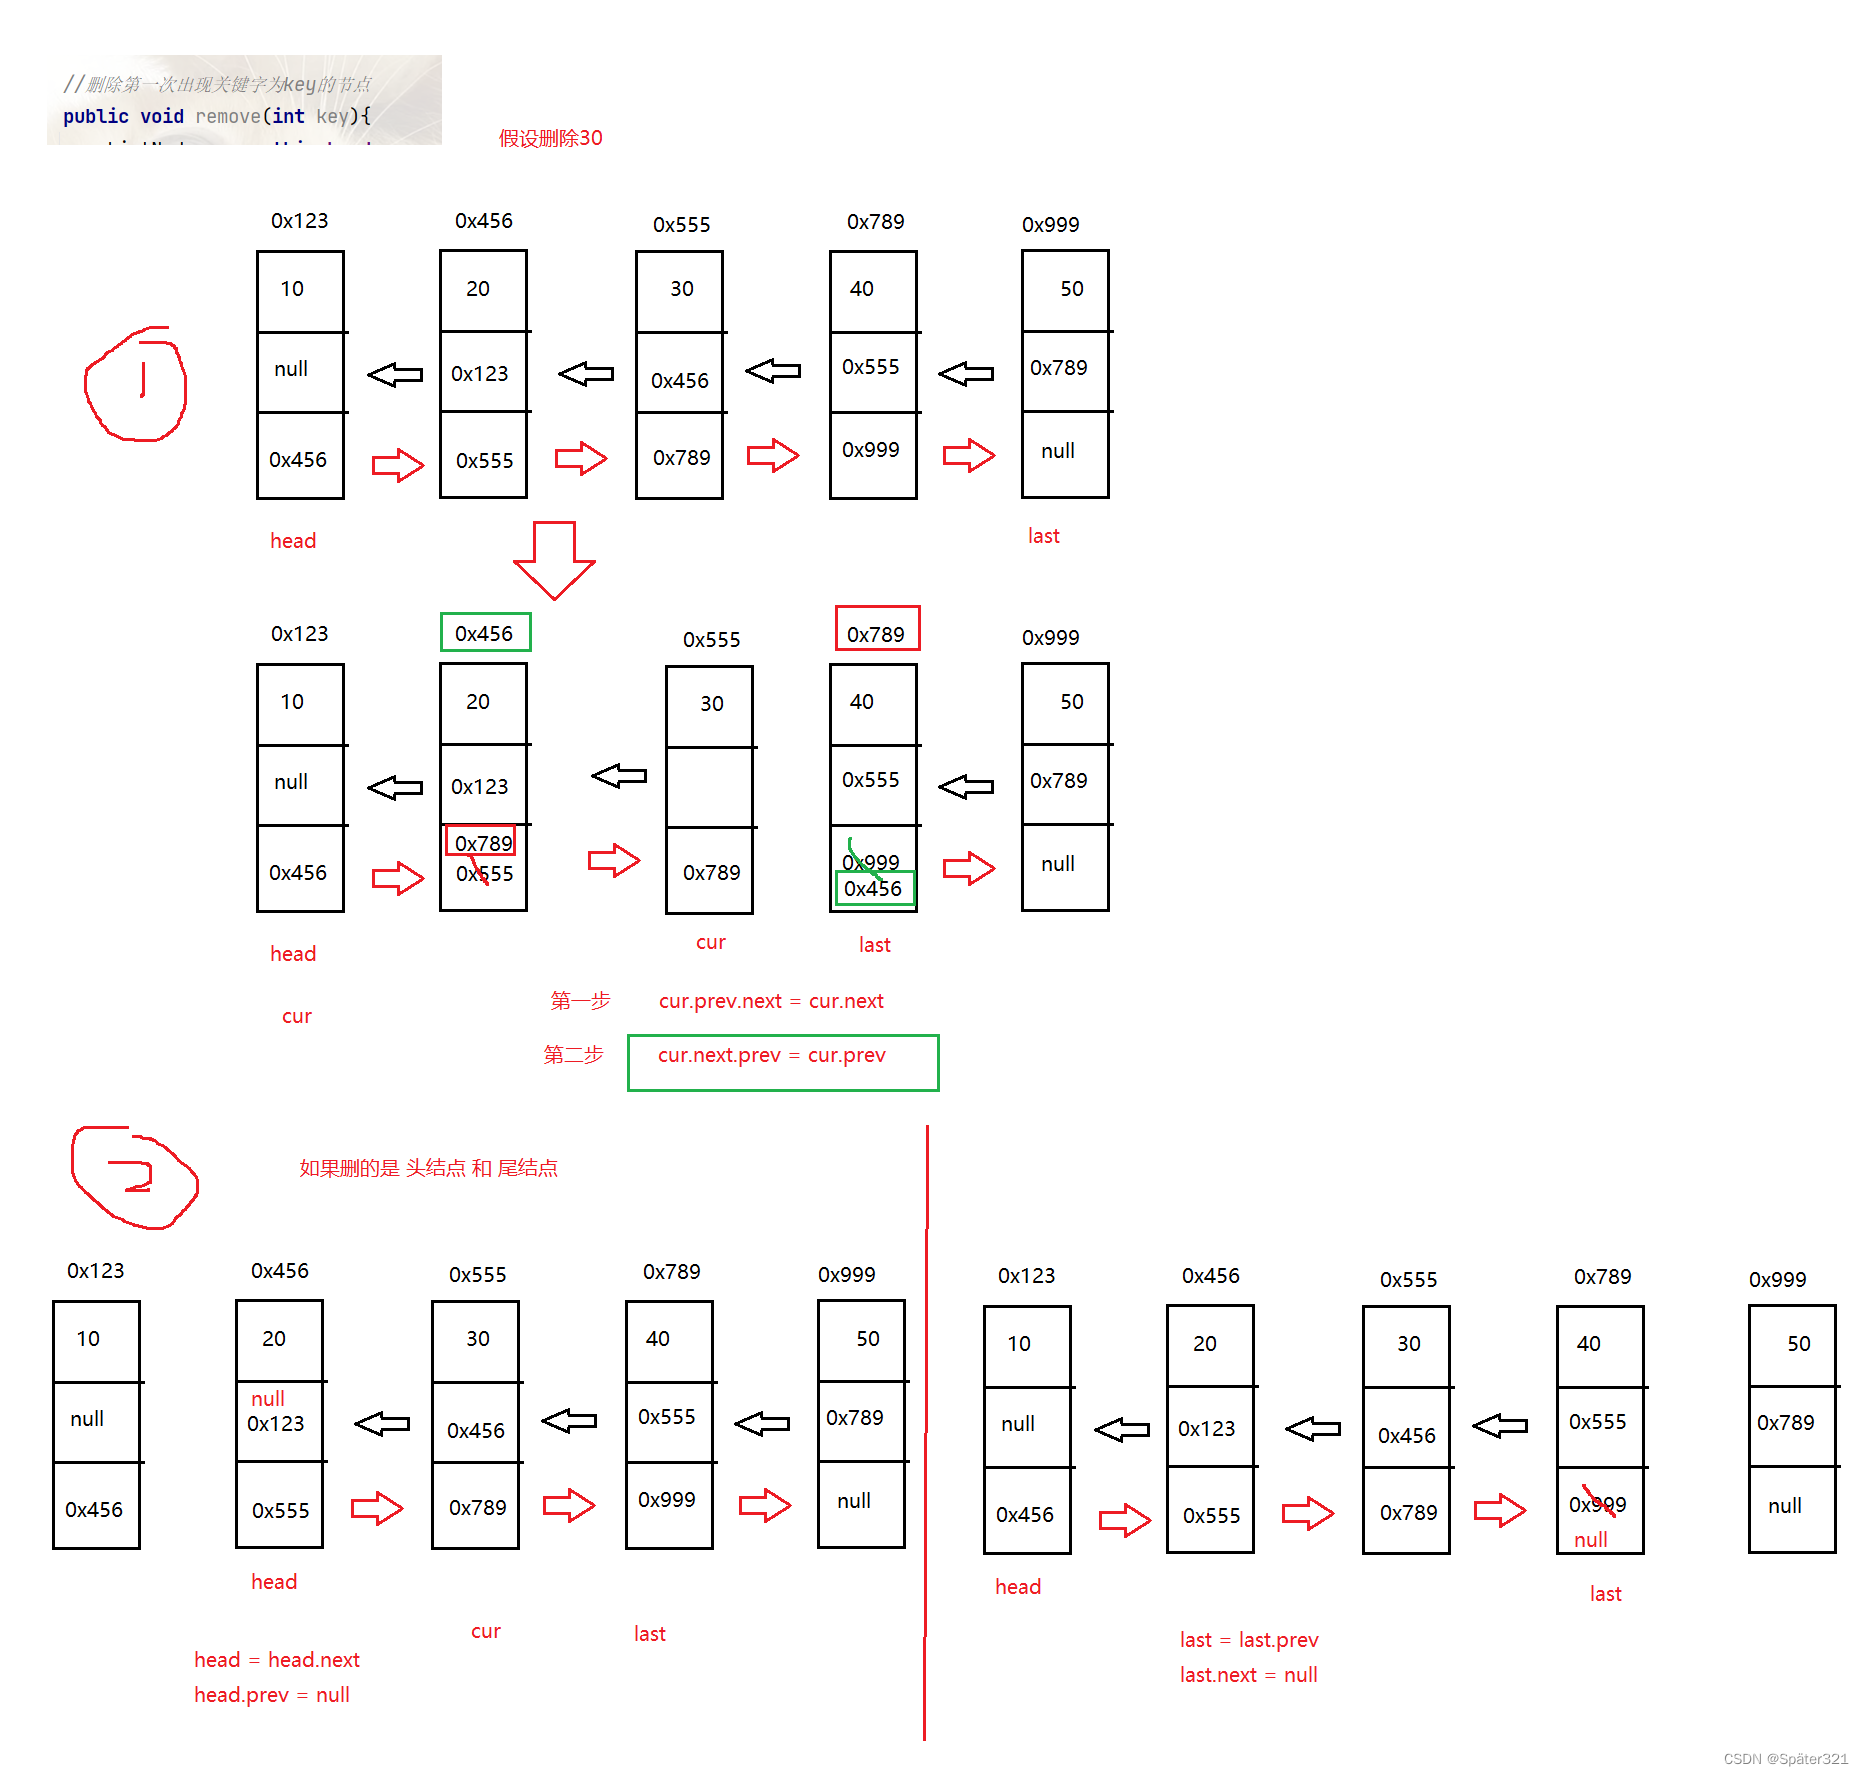 //删除第一次出现关键字为key的节点
public void remove(int key){
假设删除30
0x123 0x456 0x555 0x789 0x999
10 20 30 40 50
null 0x123 0x456 0x555 0x789
0x456 0x555 0x789 0x999 null
head last
1
0x123 0x456 0x555 0x789 0x999
10 20 30 40 50
null 0x123 0x555 0x789
0x789
0x456 0x555 0x789 0x999 null
0x456
head cur last
cur
第一步 cur.prev.next = cur.next
第二步 cur.next.prev = cur.prev
2
如果删的是 头结点 和 尾结点
0x123 0x456 0x555 0x789 0x999
10 20 30 40 50
null
null 0x123 0x456 0x555 0x789
0x456 0x555 0x789 0x999 null
head
cur last
head = head.next
head.prev = null
0x123 0x456 0x555 0x789 0x999
10 20 30 40 50
null 0x123 0x456 0x555 0x789
0x456 0x555 0x789 0x999 null
null
head last
last = last.prev
last.next = null
CSDN @Später321